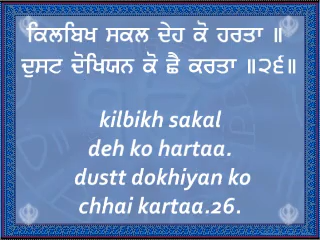 ਕਿਲਬਿਖ ਸਕਲ ਦੇਹ ਕੋ ਹਰਤਾ ॥
ਦੁਸਟ ਦੋਖਿਯਨ ਕੋ ਛੈ ਕਰਤਾ ॥੨੬॥
kilbikh sakal
deh ko hartaa.
dustt dokhiyan ko
chhai kartaa.26.